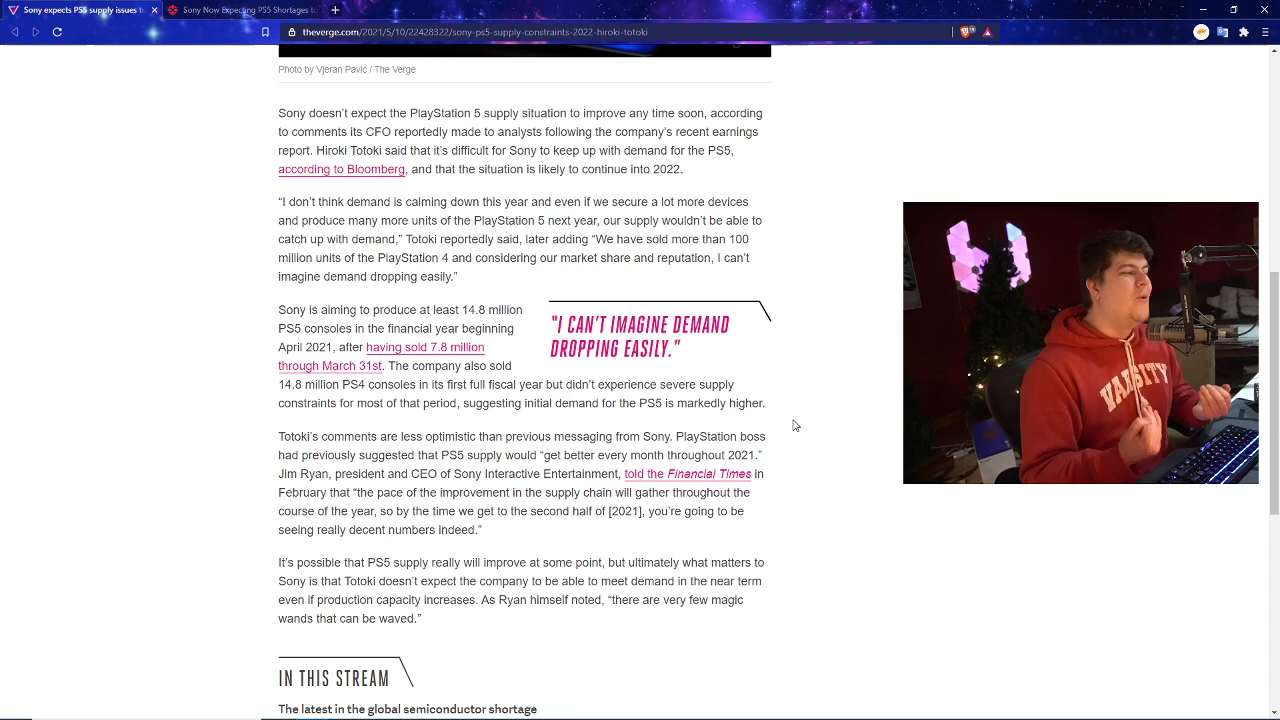 Sony expects PS5 supply issues to
Sony Now Expecting PS5 Shortages to
theverge.com/2021/5/10/22428322/sony-ps5-supply-constraints-2022-hiroki-totoki
Photo by Vjeran Pavic / The Verge
Sony doesn’t expect the PlayStation 5 supply situation to improve any time soon, according
to comments its CFO reportedly made to analysts following the company’s recent earnings
report. Hiroki Totoki said that it’s difficult for Sony to keep up with demand for the PS5,
according to Bloomberg, and that the situation is likely to continue into 2022.
“I don’t think demand is calming down this year and even if we secure a lot more devices
and produce many more units of the PlayStation 5 next year, our supply wouldn’t be able to
catch up with demand,” Totoki reportedly said, later adding “We have sold more than 100
million units of the PlayStation 4 and considering our market share and reputation, I can’t
imagine demand dropping easily.”
Sony is aiming to produce at least 14.8 million
PS5 consoles in the financial year beginning
April 2021, after having sold 7.8 million
through March 31st. The company also sold
14.8 million PS4 consoles in its first full fiscal year but didn’t experience severe supply
constraints for most of that period, suggesting initial demand for the PS5 is markedly higher.
"I CAN’T IMAGINE DEMAND
DROPPING EASILY."
Totoki’s comments are less optimistic than previous messaging from Sony. PlayStation boss
had previously suggested that PS5 supply would “get better every month throughout 2021.”
Jim Ryan, president and CEO of Sony Interactive Entertainment, told the Financial Times in
February that “the pace of the improvement in the supply chain will gather throughout the
course of the year, so by the time we get to the second half of [2021], you’re going to be
seeing really decent numbers indeed.”
It’s possible that PS5 supply really will improve at some point, but ultimately what matters to
Sony is that Totoki doesn’t expect the company to be able to meet demand in the near term
even if production capacity increases. As Ryan himself noted, “there are very few magic
wands that can be waved.”
IN THIS STREAM
The latest in the global semiconductor shortage
VARSITY